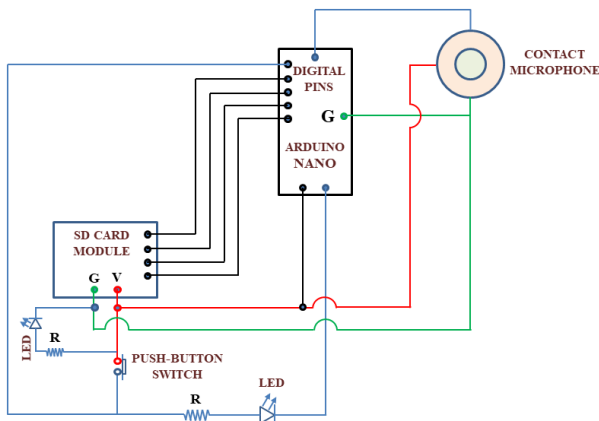 DIGITAL
PINS
G
ARDUINO
NANO
CONTACT
MICROPHONE
SD CARD
MODULE
G V
LED
R
PUSH-BUTTON
SWITCH
R
LED